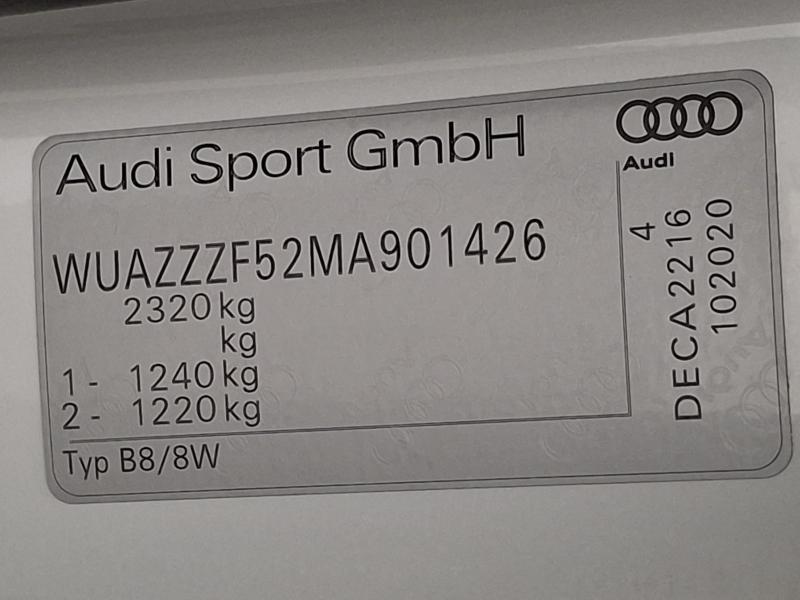 Audi Sport GmbH
Audi
WUAZZZF52MA901426
2320 kg
kg
1 - 1240 kg
2 - 1220 kg
Typ B8/8W
4
DECA2216
102020